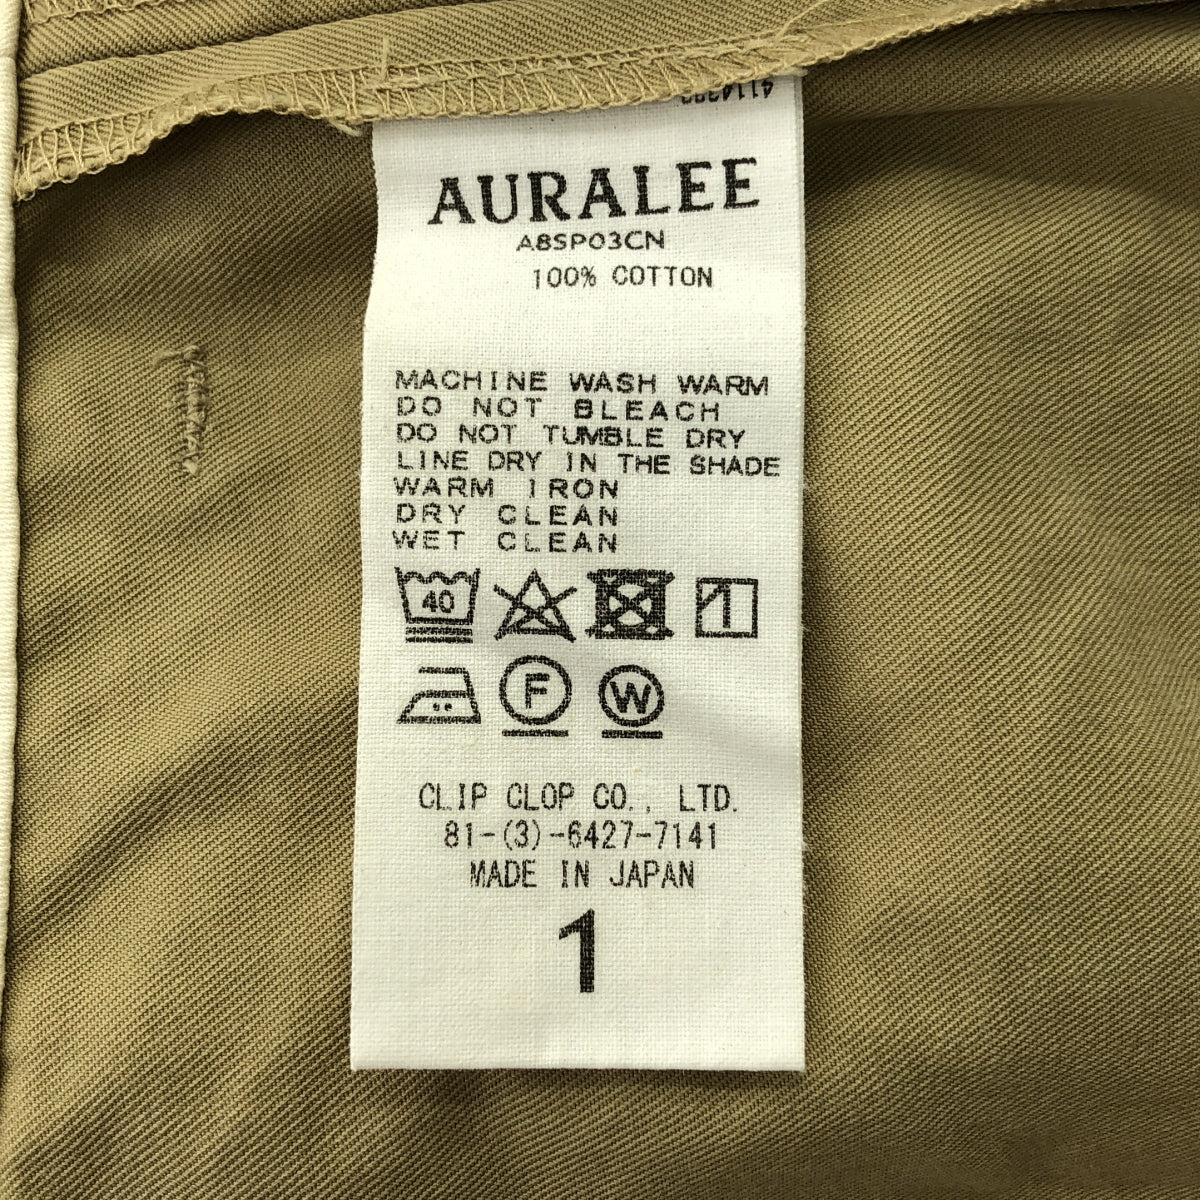 AURALEE
A8SP03CN
100% COTTON
MACHINE WASH WARM
DO NOT BLEACH
DO NOT TUMBLE DRY
LINE DRY IN THE SHADE
WARM IRON
DRY CLEAN
WET CLEAN
40
F W
CLIP CLOP CO., LTD.
81-(3)-6427-7141
MADE IN JAPAN
1